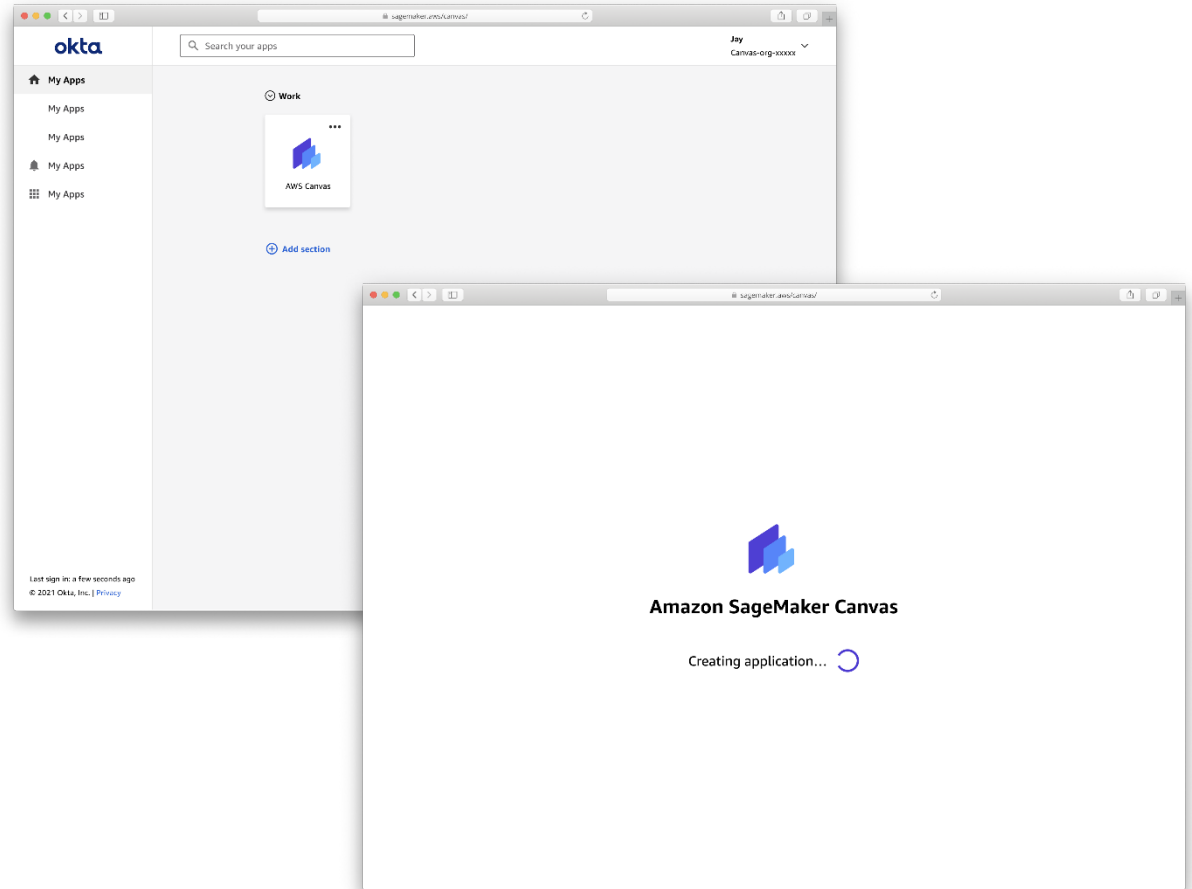 sagemaker.aws/canvas/
okta
Search your apps
Jay
Canvas-org-xxxxx
My Apps
My Apps
My Apps
My Apps
My Apps
Work
AWS Canvas
Add section
Last sign in: a few seconds ago
© 2021 Okta, Inc. | Privacy
sagemaker.aws/canvas/
Amazon SageMaker Canvas
Creating application...